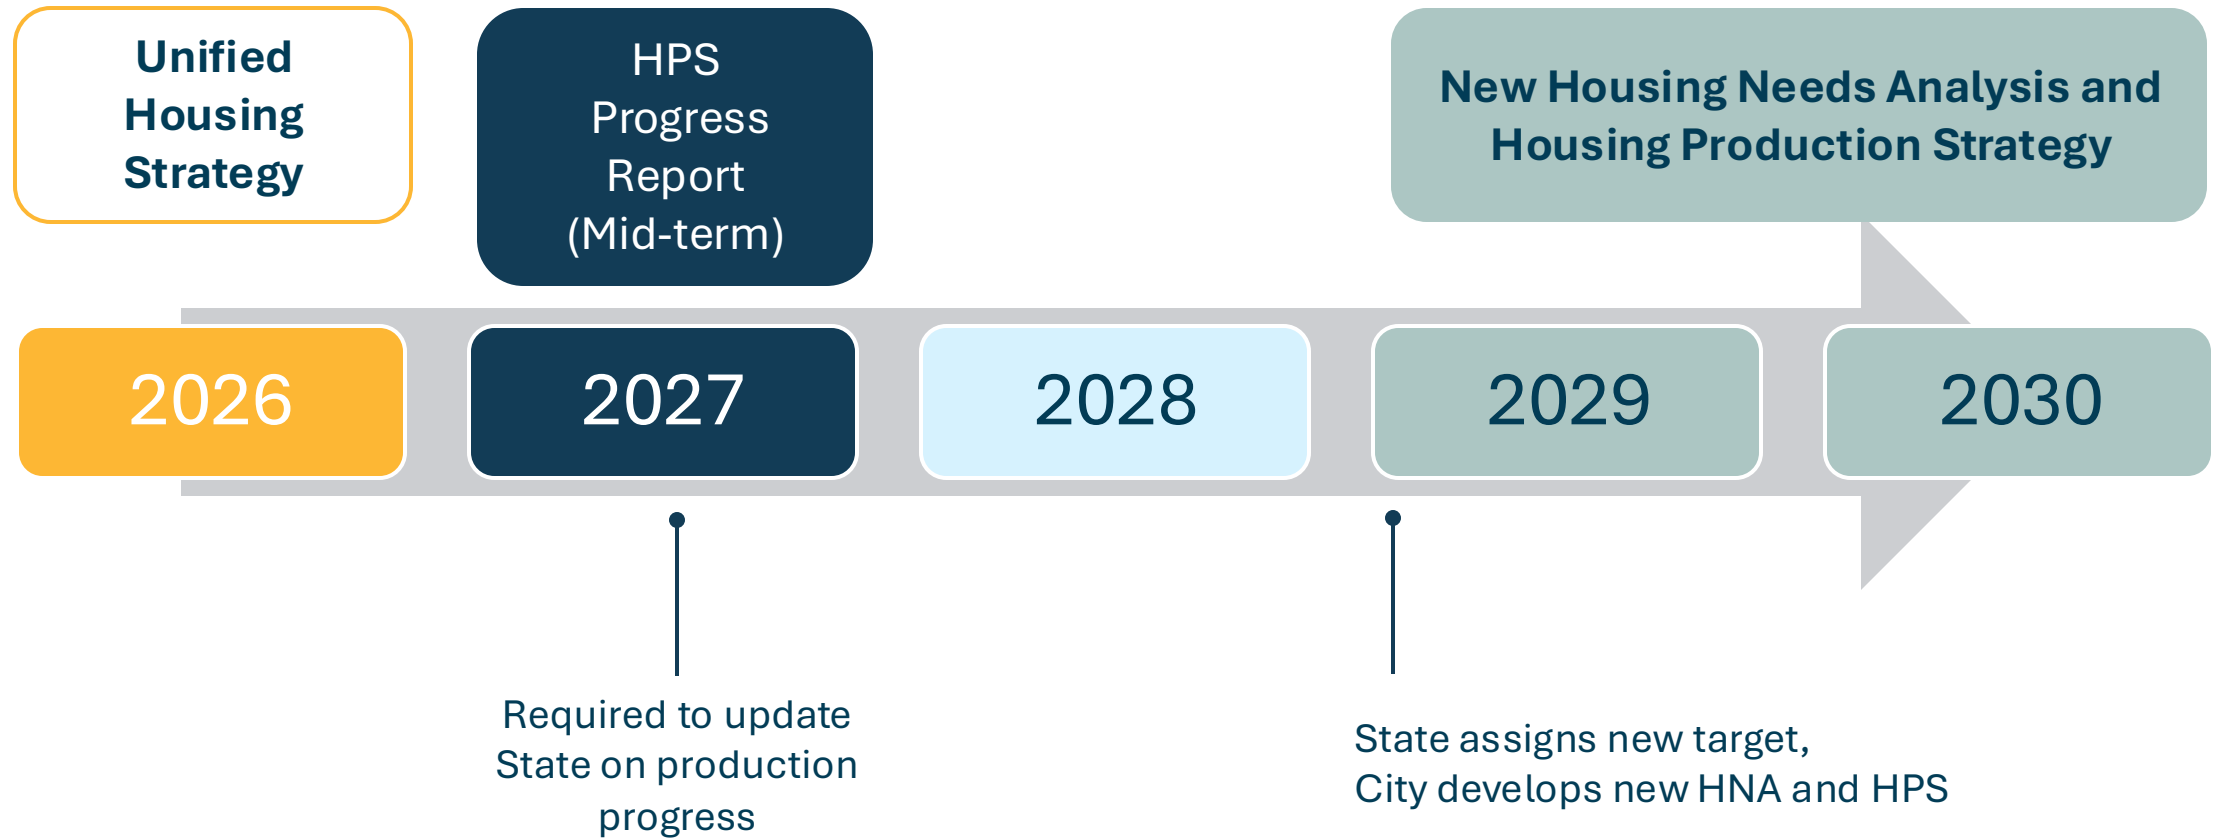 Unified
Housing
Strategy
HPS
Progress
Report
(Mid-term)
New Housing Needs Analysis and
Housing Production Strategy
2026
2027
2028
2029
2030
Required to update
State on production
progress
State assigns new target,
City develops new HNA and HPS